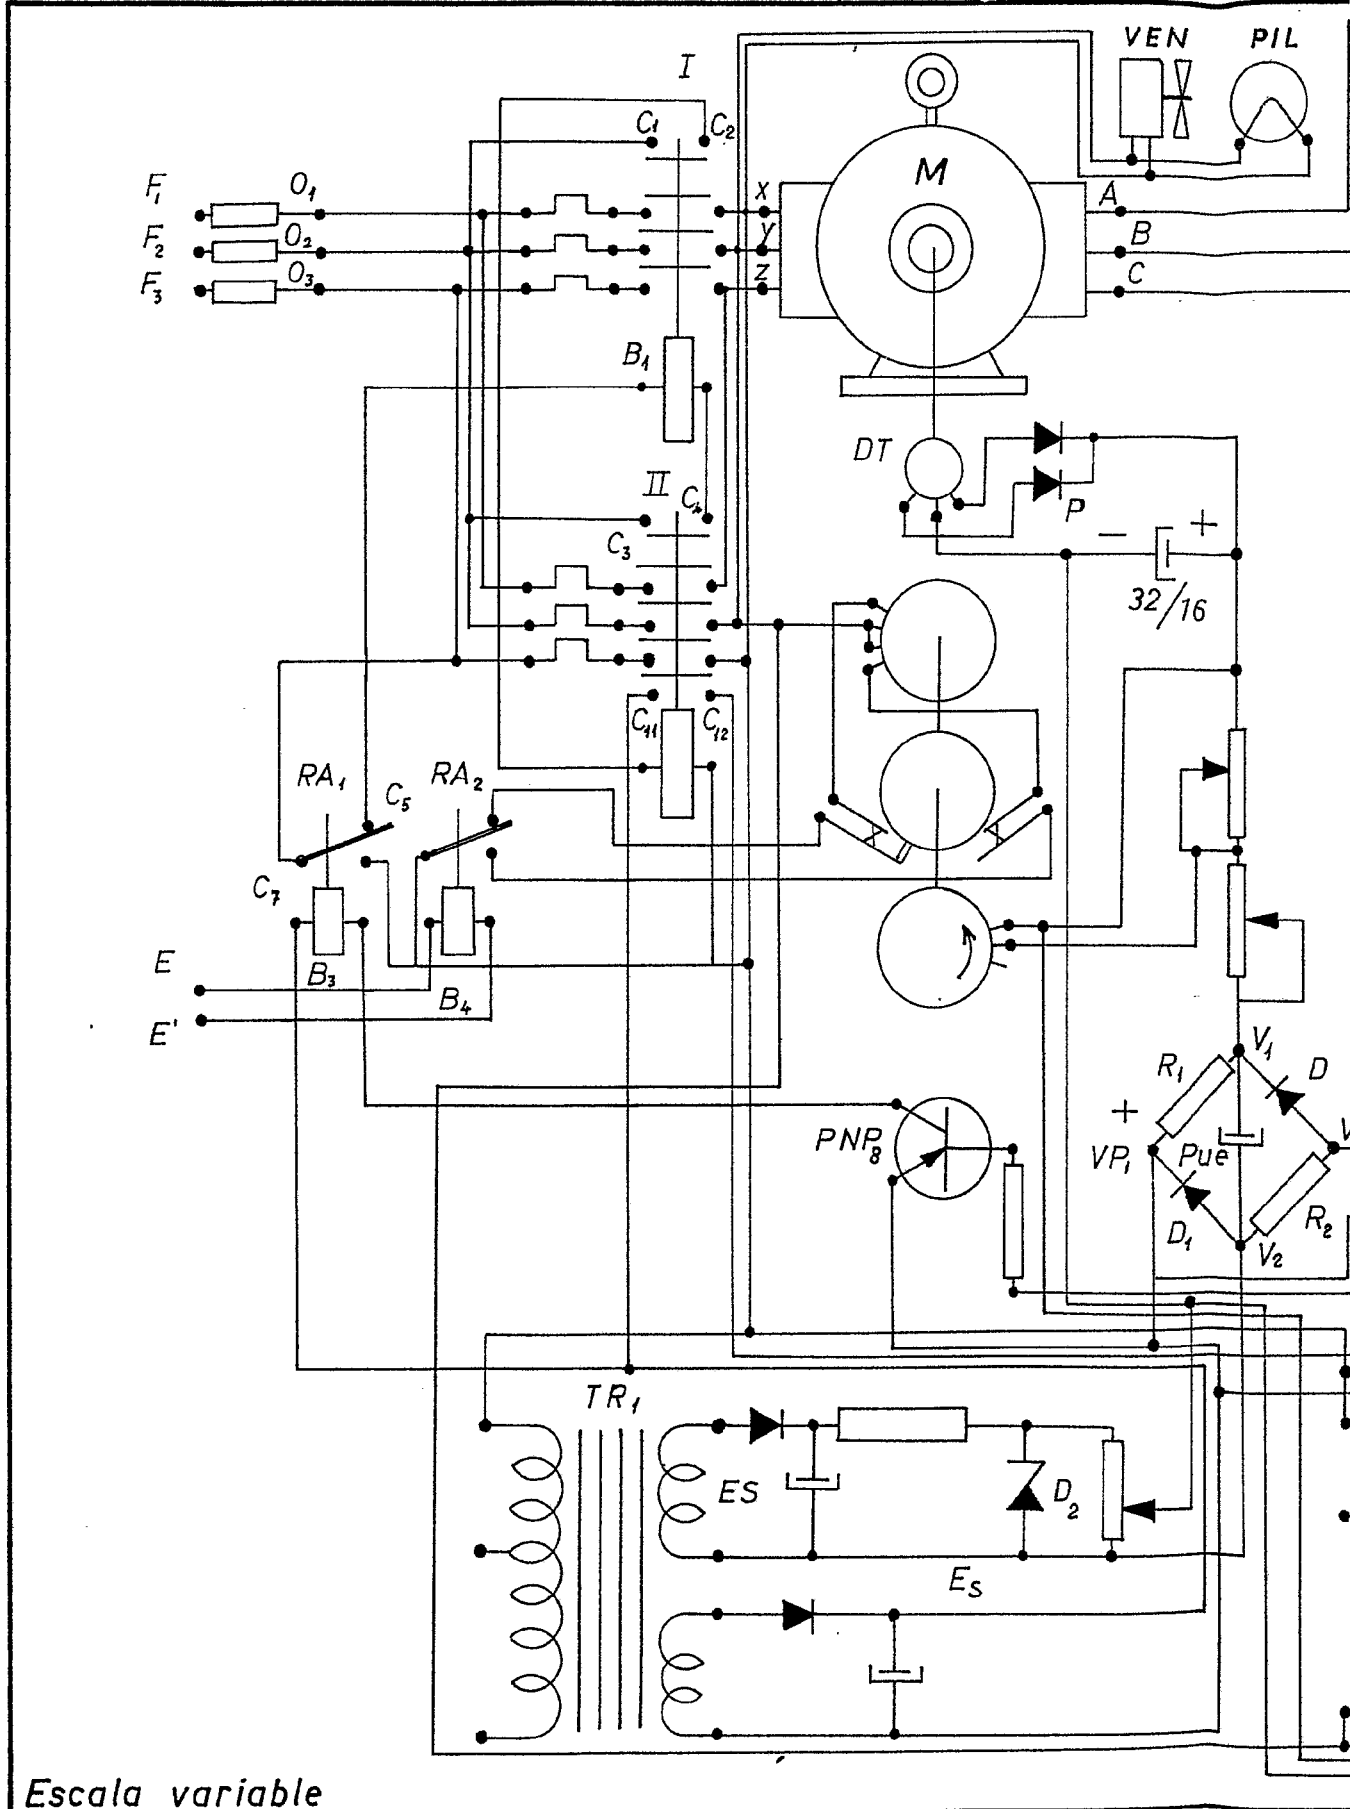 VEN PIL
I
C1 C2
M
F1 O1
x A
F2 O2
y B
F3 O3
z C
B1
DT
II
C2
P
C3
− +
32/16
C11 C12
RA1 RA2
C5
C7
E
B3
B4
E'
V1
R1 D
+
PNP8
VP1 Pue V
D1 R2
V2
TR1
ES D2
ES
Escala variable